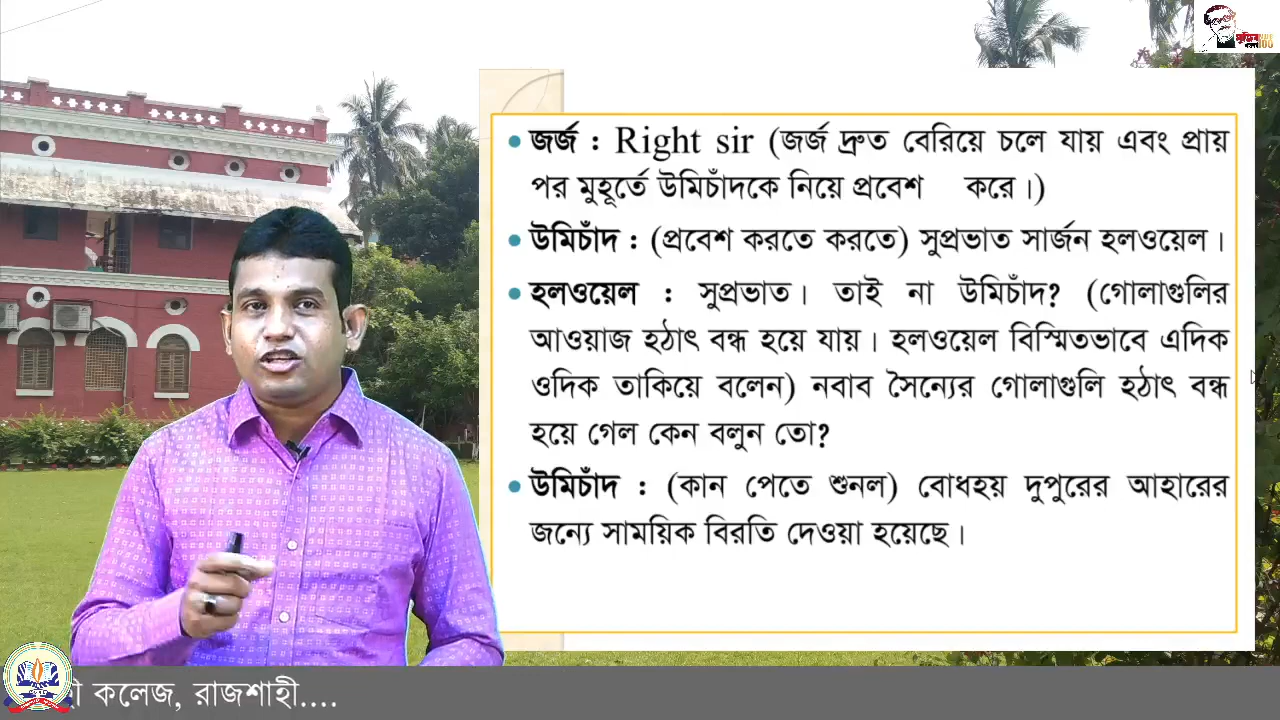 • জর্জ : Right sir (জর্জ দ্রুত বেরিয়ে চলে যায় এবং প্রায়
পর মুহূর্তে উমিচাঁদকে নিয়ে প্রবেশ করে।)
• উমিচাঁদ : (প্রবেশ করতে করতে) সুপ্রভাত সার্জন হলওয়েল।
• হলওয়েল : সুপ্রভাত। তাই না উমিচাঁদ? (গোলাগুলির
আওয়াজ হঠাৎ বন্ধ হয়ে যায়। হলওয়েল বিস্মিতভাবে এদিক
ওদিক তাকিয়ে বলেন) নবাব সৈন্যের গোলাগুলি হঠাৎ বন্ধ
হয়ে গেল কেন বলুন তো?
• উমিচাঁদ : (কান পেতে শুনল) বোধহয় দুপুরের আহারের
জন্যে সাময়িক বিরতি দেওয়া হয়েছে।
কলেজ, রাজশাহী....